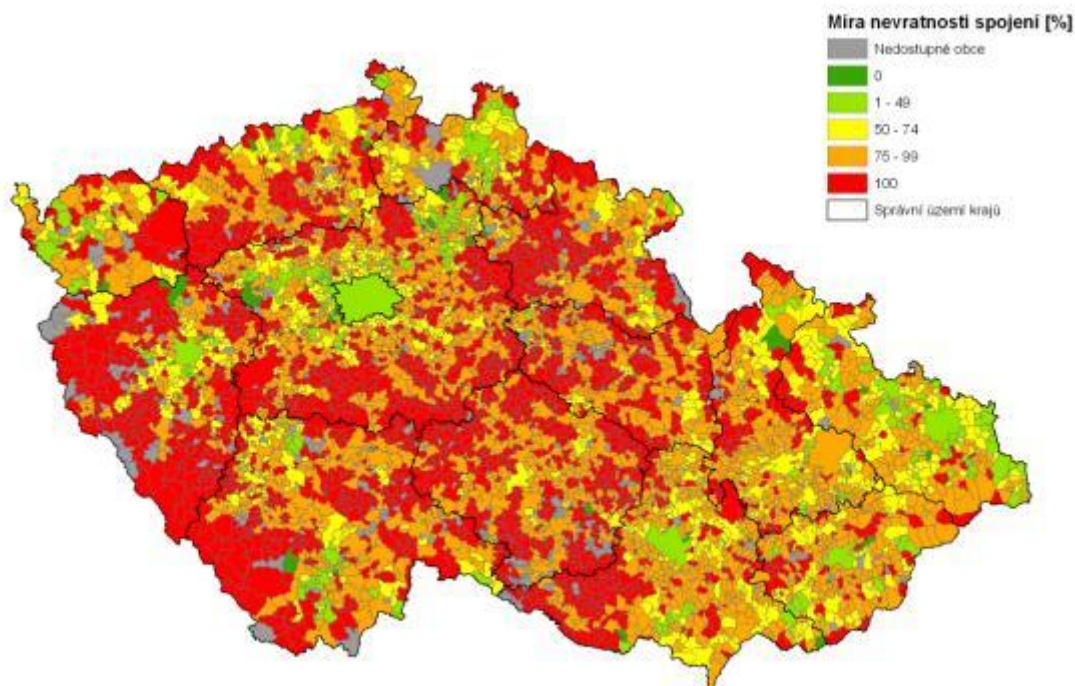 Míra nevratnosti spojení [%]
Nedostupné obce
0
1 - 49
50 - 74
75 - 99
100
Správní území krajů